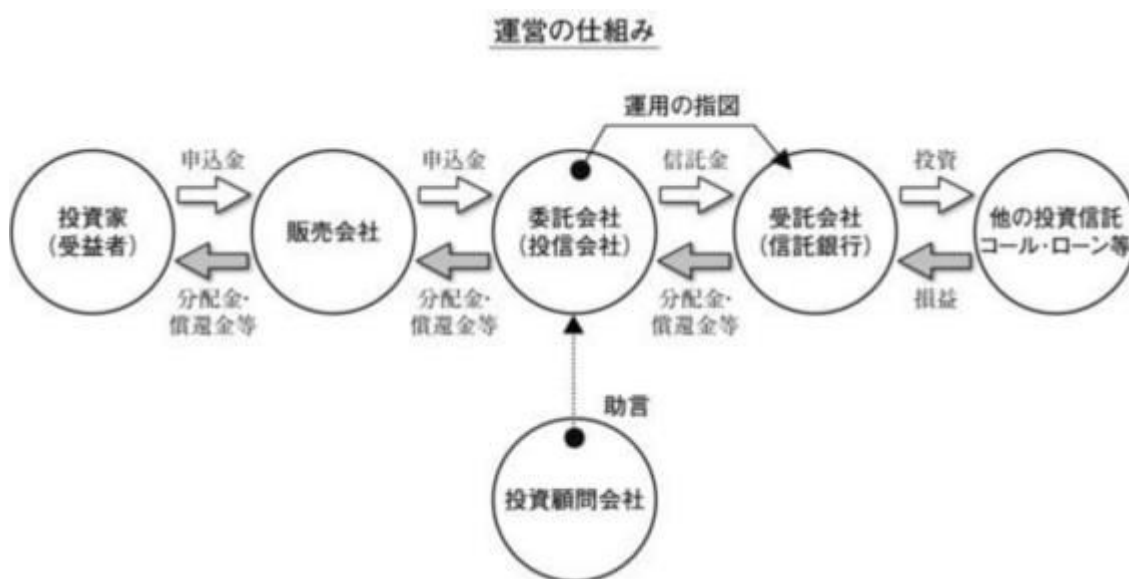 運営の仕組み
運用の指図
申込金
申込金
信託金
投資
投資家
(受益者)
販売会社
委託会社
(投信会社)
受託会社
(信託銀行)
他の投資信託
コール・ローン等
分配金・
償還金等
分配金・
償還金等
分配金・
償還金等
損益
助言
投資顧問会社